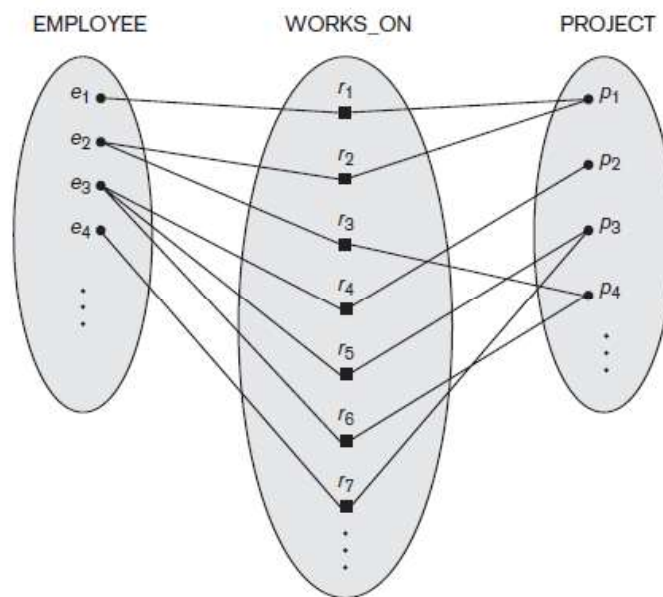 EMPLOYEE WORKS_ON PROJECT
e1 r1 p1
e2 r2 p2
e3 r3 p3
e4 r4 p4
r5
r6
r7